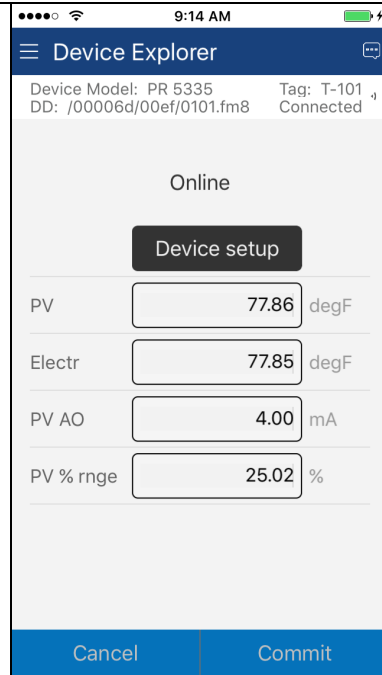 9:14 AM
Device Explorer
Device Model: PR 5335 Tag: T-101
DD: /00006d/00ef/0101.fm8 Connected
Online
Device setup
PV 77.86 degF
Electr 77.85 degF
PV AO 4.00 mA
PV % rnge 25.02 %
Cancel Commit